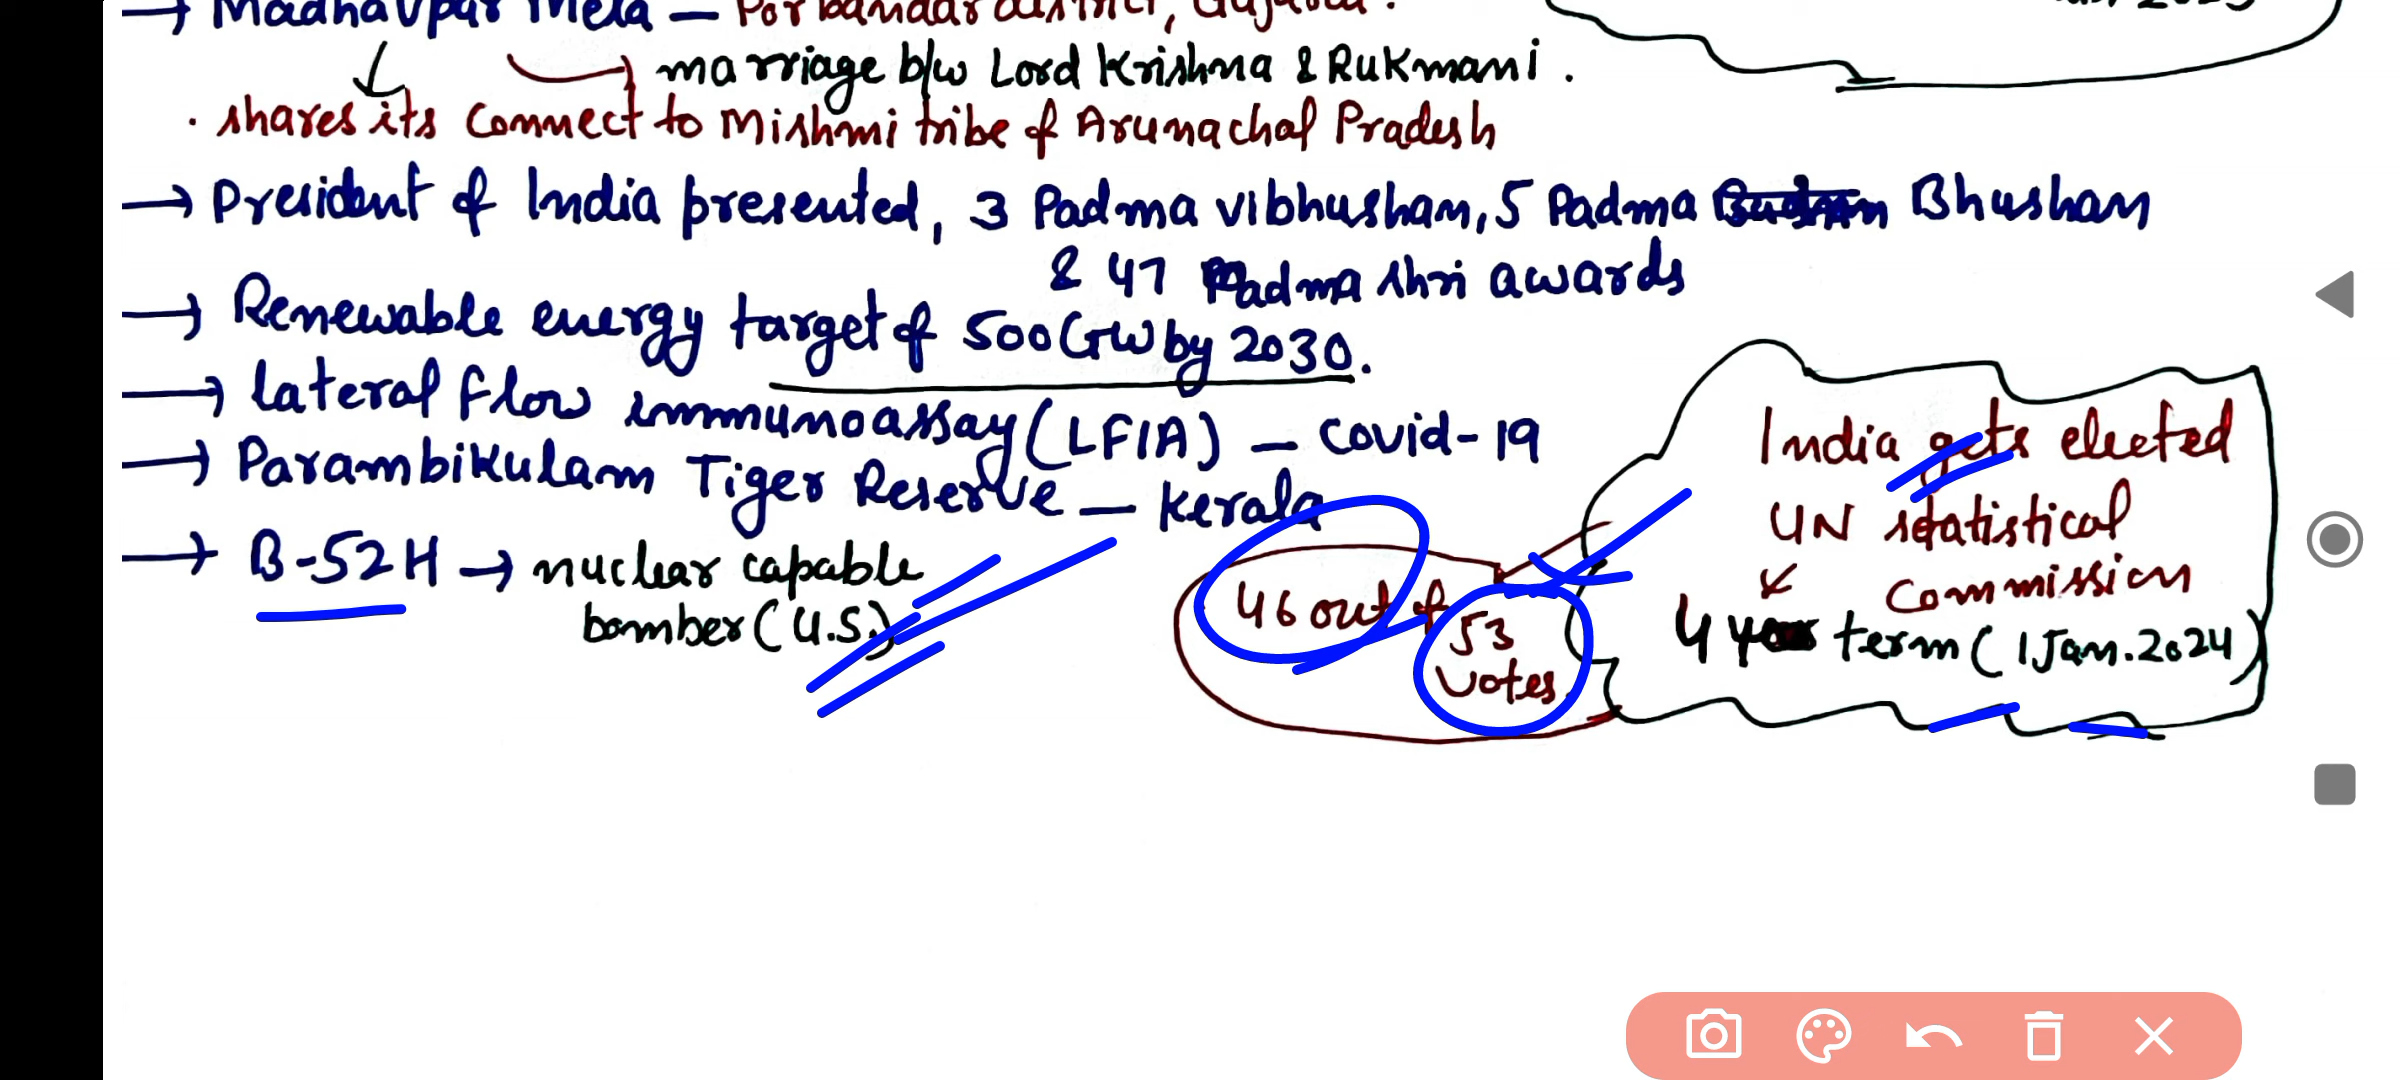 → Madhavpur Mela — Porbandar district, Gujarat.
marriage b/w Lord Krishna & Rukmani.
. shares its connect to Mishmi tribe of Arunachal Pradesh
→ President of India presented, 3 Padma vibhushan, 5 Padma Bhushan
& 47 Padma shri awards
→ Renewable energy target of 500GW by 2030.
→ lateral flow immunoassay (LFIA) — Covid-19
→ Parambikulam Tiger Reserve — Kerala
→ B-52H → nuclear capable
bomber (U.S.)
46 out of
53
votes
India gets elected
UN statistical
commission
4 year term (1 Jan. 2024)